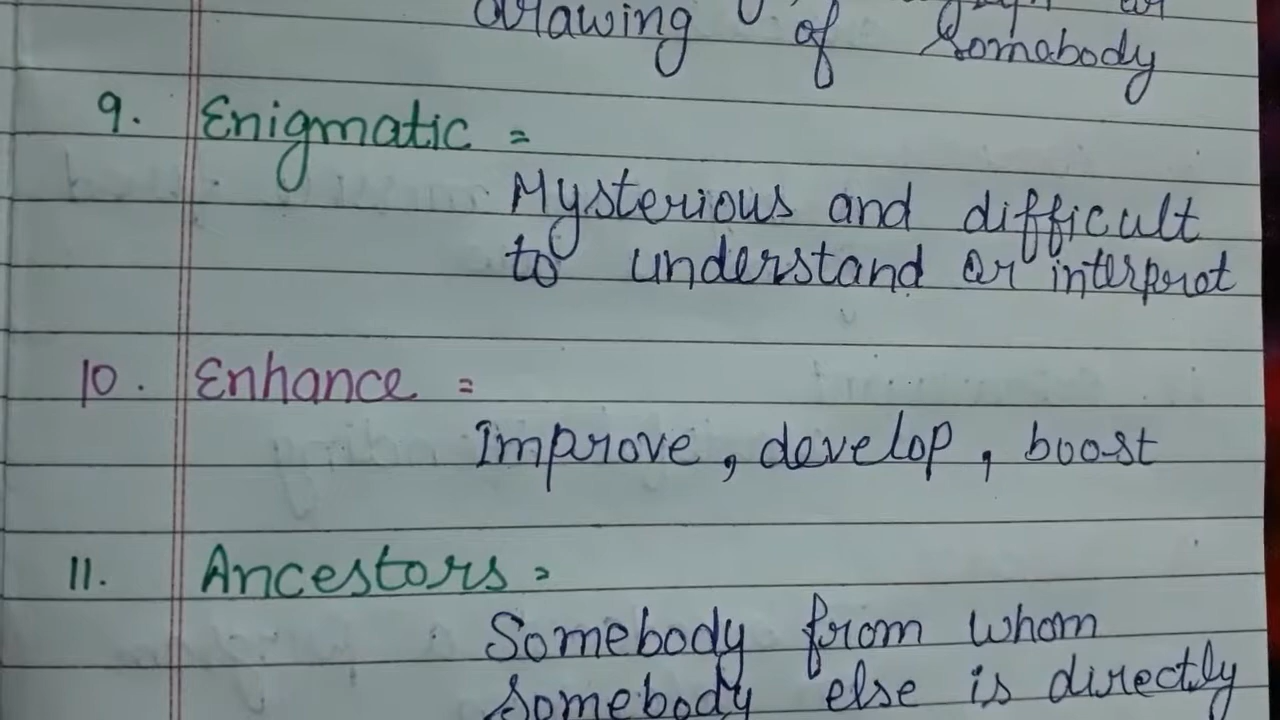 drawing of Somebody
9. Enigmatic =
Mysterious and difficult
to understand or interpret
10. Enhance =
Improve, develop, boost
11. Ancestors =
Somebody from whom
somebody else is directly